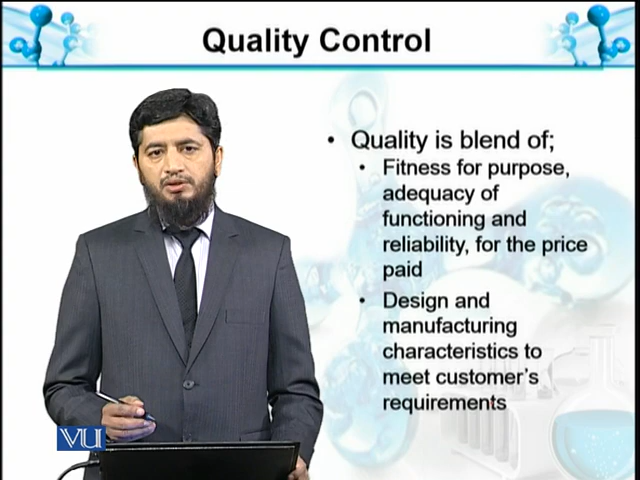 Quality Control
• Quality is blend of;
• Fitness for purpose,
adequacy of
functioning and
reliability, for the price
paid
• Design and
manufacturing
characteristics to
meet customer's
requirements
VU